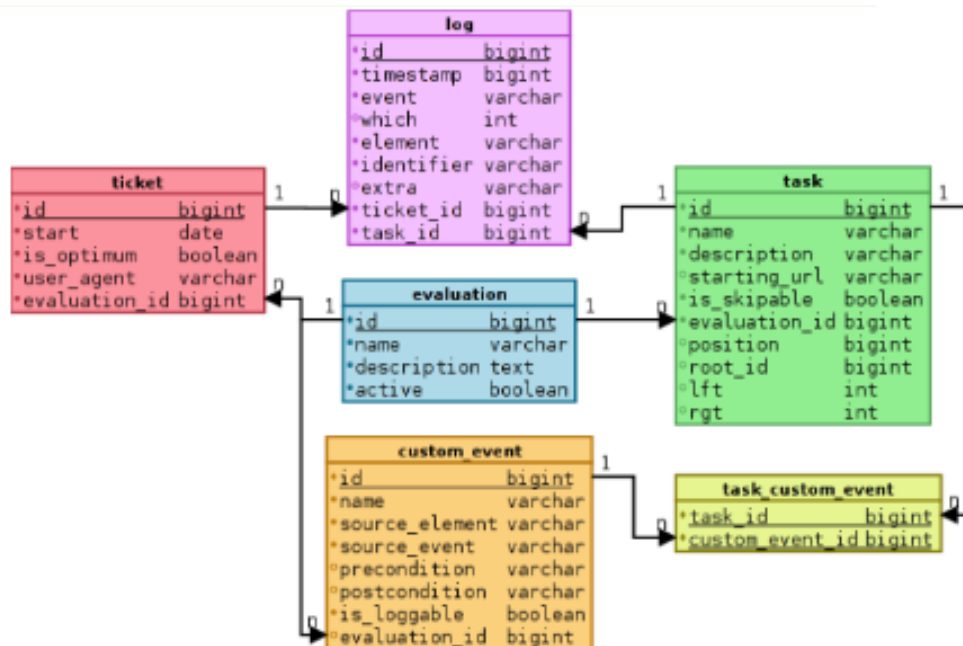 log
id bigint
timestamp bigint
event varchar
which int
element varchar
identifier varchar
extra varchar
ticket_id bigint
task_id bigint
ticket
id bigint
start date
is_optimum boolean
user_agent varchar
evaluation_id bigint
1
n
n
evaluation
id bigint
name varchar
description text
active boolean
1
1
n
task
id bigint
name varchar
description varchar
starting_url varchar
is_skipable boolean
evaluation_id bigint
position bigint
root_id bigint
lft int
rgt int
1
1
n
custom_event
id bigint
name varchar
source_element varchar
source_event varchar
precondition varchar
postcondition varchar
is_loggable boolean
evaluation_id bigint
1
n
n
task_custom_event
task_id bigint
custom_event_id bigint
n